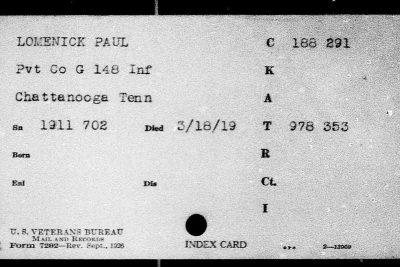 LOMENICK PAUL C 188 291
Pvt Co G 148 Inf K
Chattanooga Tenn A
Sn 1911 702 Died 3/18/19 T 978 353
Born R
Enl Dis Ct.
I
U. S. VETERANS BUREAU
MAIL AND RECORDS
Form 7202—Rev. Sept., 1926 INDEX CARD